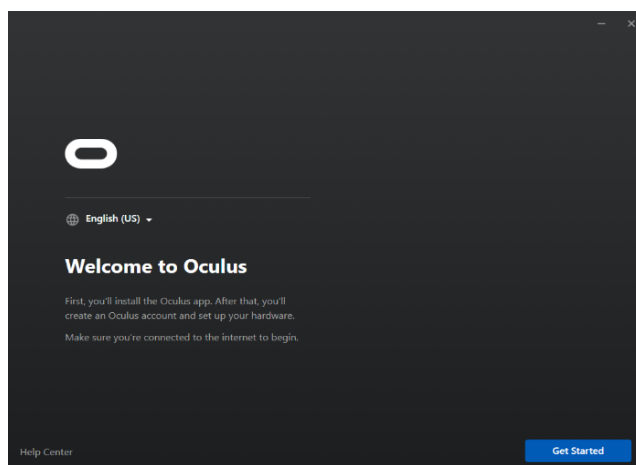 English (US)
Welcome to Oculus
First, you'll install the Oculus app. After that, you'll
create an Oculus account and set up your hardware.
Make sure you're connected to the internet to begin.
Help Center
Get Started